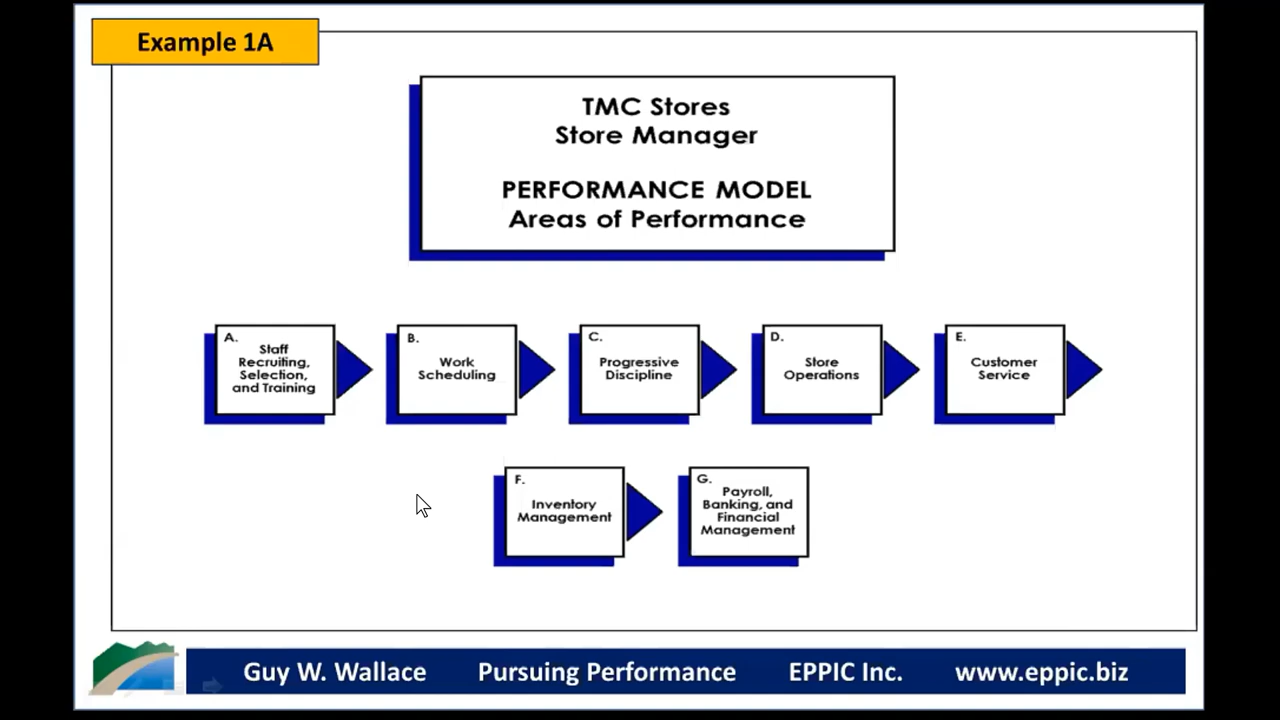 Example 1A
TMC Stores
Store Manager
PERFORMANCE MODEL
Areas of Performance
A.
Staff
Recruiting,
Selection,
and Training
B.
Work
Scheduling
C.
Progressive
Discipline
D.
Store
Operations
E.
Customer
Service
F.
Inventory
Management
G.
Payroll,
Banking, and
Financial
Management
Guy W. Wallace Pursuing Performance EPPIC Inc. www.eppic.biz